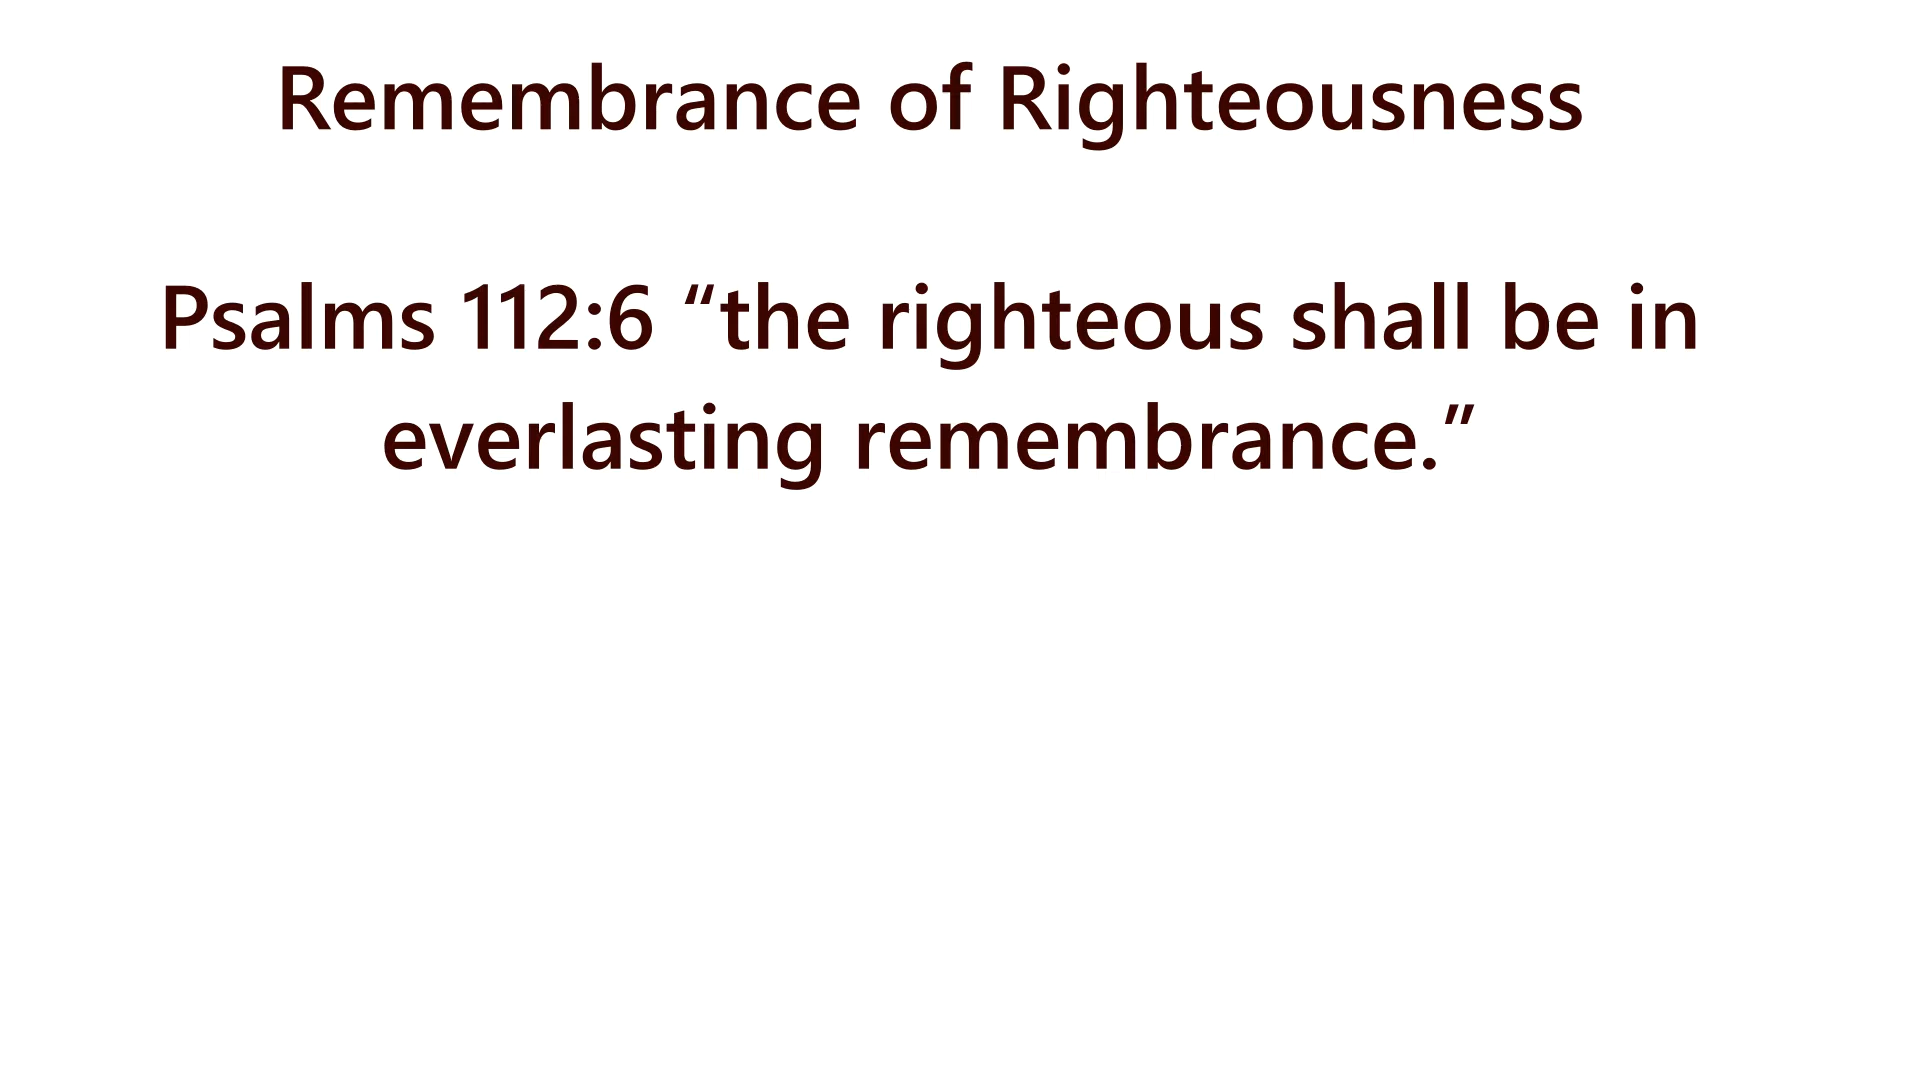 Remembrance of Righteousness
Psalms 112:6 “the righteous shall be in
everlasting remembrance.”